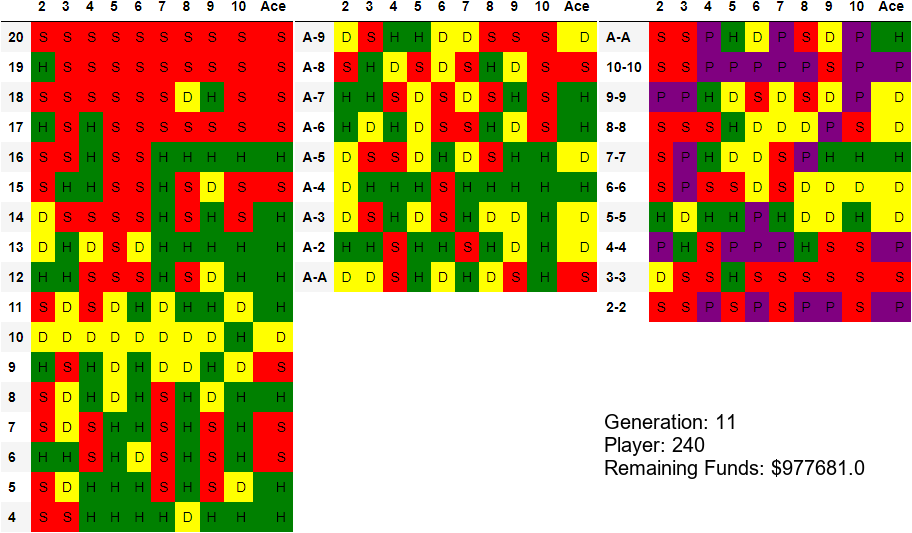 2 3 4 5 6 7 8 9 10 Ace
20 S S S S S S S S S S
19 H S S S S S S S S S
18 S S S S S S D H S S
17 H S H S S S S S S S
16 S S H S S H H H H H
15 S H H S S H S D S S
14 D S S S S H S H S H
13 D H D S D H H H H H
12 H H S S S H S D H H
11 S D S D H D H H D H
10 D D D D D D D D H D
9 H S H D H D D H D S
8 S D H D H S H D H H
7 S D S H H S H S H S
6 H H S H D S H S H S
5 S D H H H S H S D H
4 S S H H H H D H H H
2 3 4 5 6 7 8 9 10 Ace
A-9 D S H H D D S S S D
A-8 S H D S D S H D S S
A-7 H H S D S D S H H H
A-6 H D H D S S H D S H
A-5 D S S D H D S H H D
A-4 D H H H S H H H H H
A-3 D S H D S H D D H D
A-2 H H S H H S H D H D
A-A D D S H D H D S H S
2 3 4 5 6 7 8 9 10 Ace
A-A S S P H D P S D P H
10-10 S S P P P P P S P P
9-9 P P H D S D S D P D
8-8 S S S H D D D P S D
7-7 S P H D D S P H H H
6-6 S P S S D S D D D D
5-5 H D H H P H D D H D
4-4 P H S P P P H S S P
3-3 D S S H S S S S S S
2-2 S S P S P S P P S P
Generation: 11
Player: 240
Remaining Funds: $977681.0